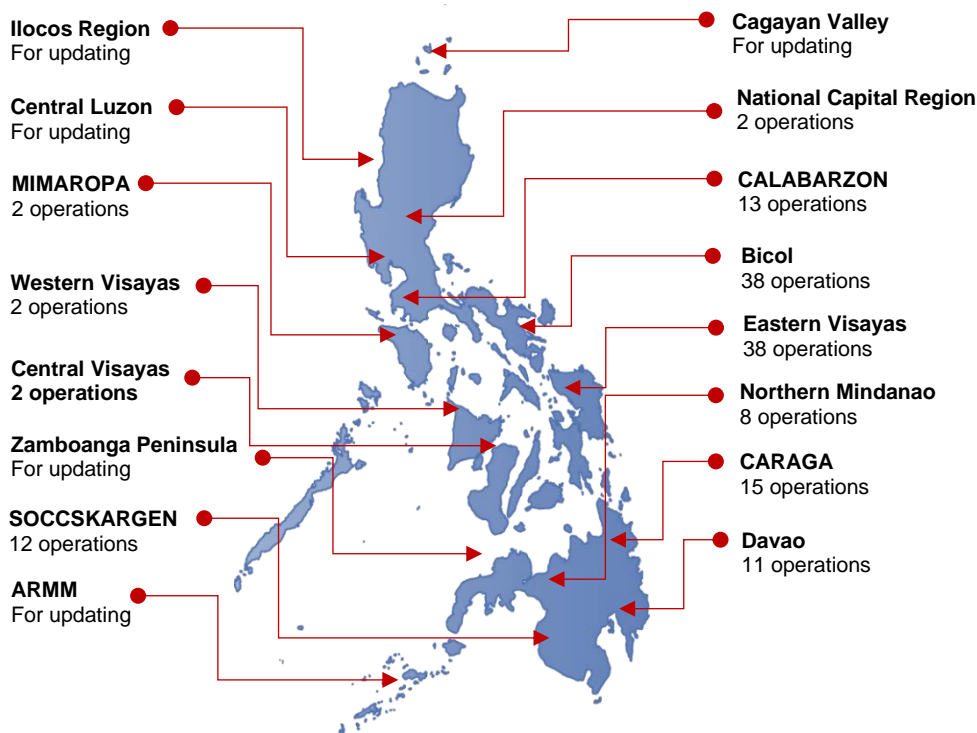 Ilocos Region
For updating
Central Luzon
For updating
MIMAROPA
2 operations
Western Visayas
2 operations
Central Visayas
2 operations
Zamboanga Peninsula
For updating
SOCCSKARGEN
12 operations
ARMM
For updating
Cagayan Valley
For updating
National Capital Region
2 operations
CALABARZON
13 operations
Bicol
38 operations
Eastern Visayas
38 operations
Northern Mindanao
8 operations
CARAGA
15 operations
Davao
11 operations